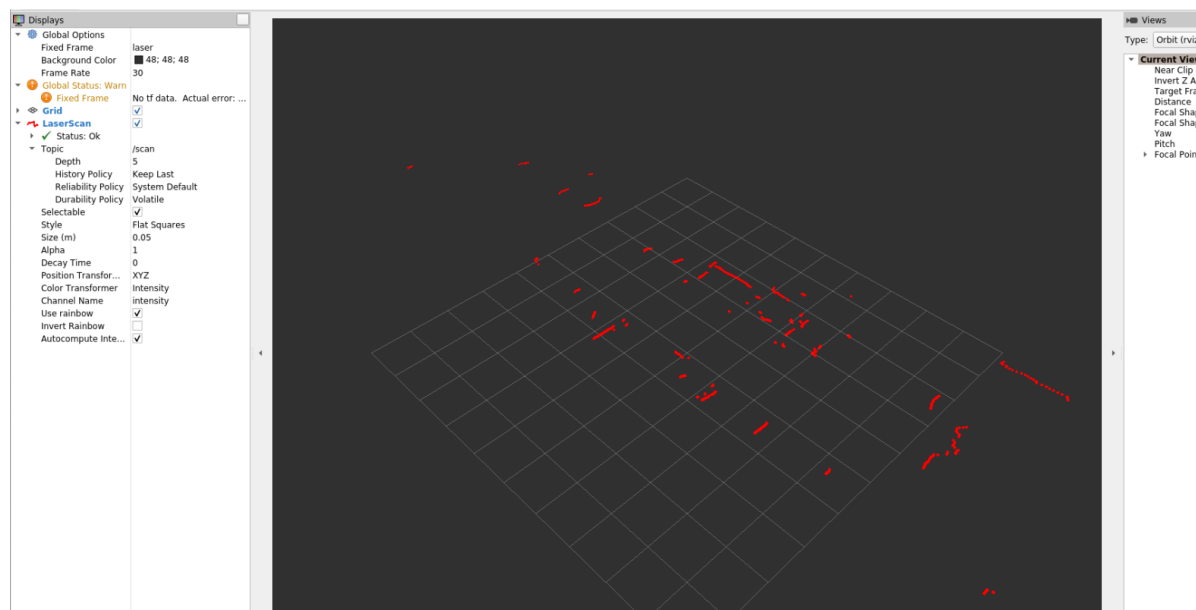 Displays
Global Options
Fixed Frame laser
Background Color 48; 48; 48
Frame Rate 30
Global Status: Warn
Fixed Frame No tf data. Actual error: ...
Grid
LaserScan
Status: Ok
Topic /scan
Depth 5
History Policy Keep Last
Reliability Policy System Default
Durability Policy Volatile
Selectable
Style Flat Squares
Size (m) 0.05
Alpha 1
Decay Time 0
Position Transfor... XYZ
Color Transformer Intensity
Channel Name intensity
Use rainbow
Invert Rainbow
Autocompute Inte...
Views
Type: Orbit (rviz
Current View
Near Clip
Invert Z A
Target Fra
Distance
Focal Shap
Focal Shap
Yaw
Pitch
Focal Poin